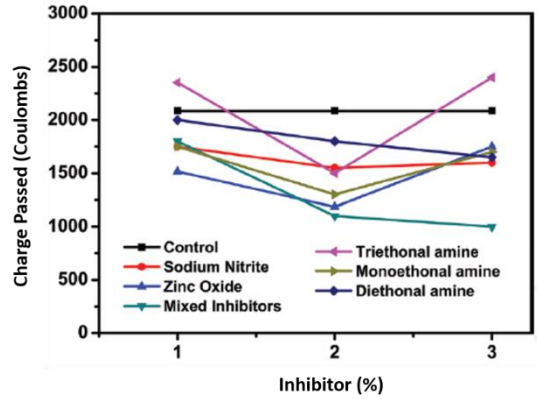 3000
2500
2000
1500
1000
500
0
Charge Passed (Coulombs)
Control
Sodium Nitrite
Zinc Oxide
Mixed Inhibitors
Triethonal amine
Monoethonal amine
Diethonal amine
1 2 3
Inhibitor (%)